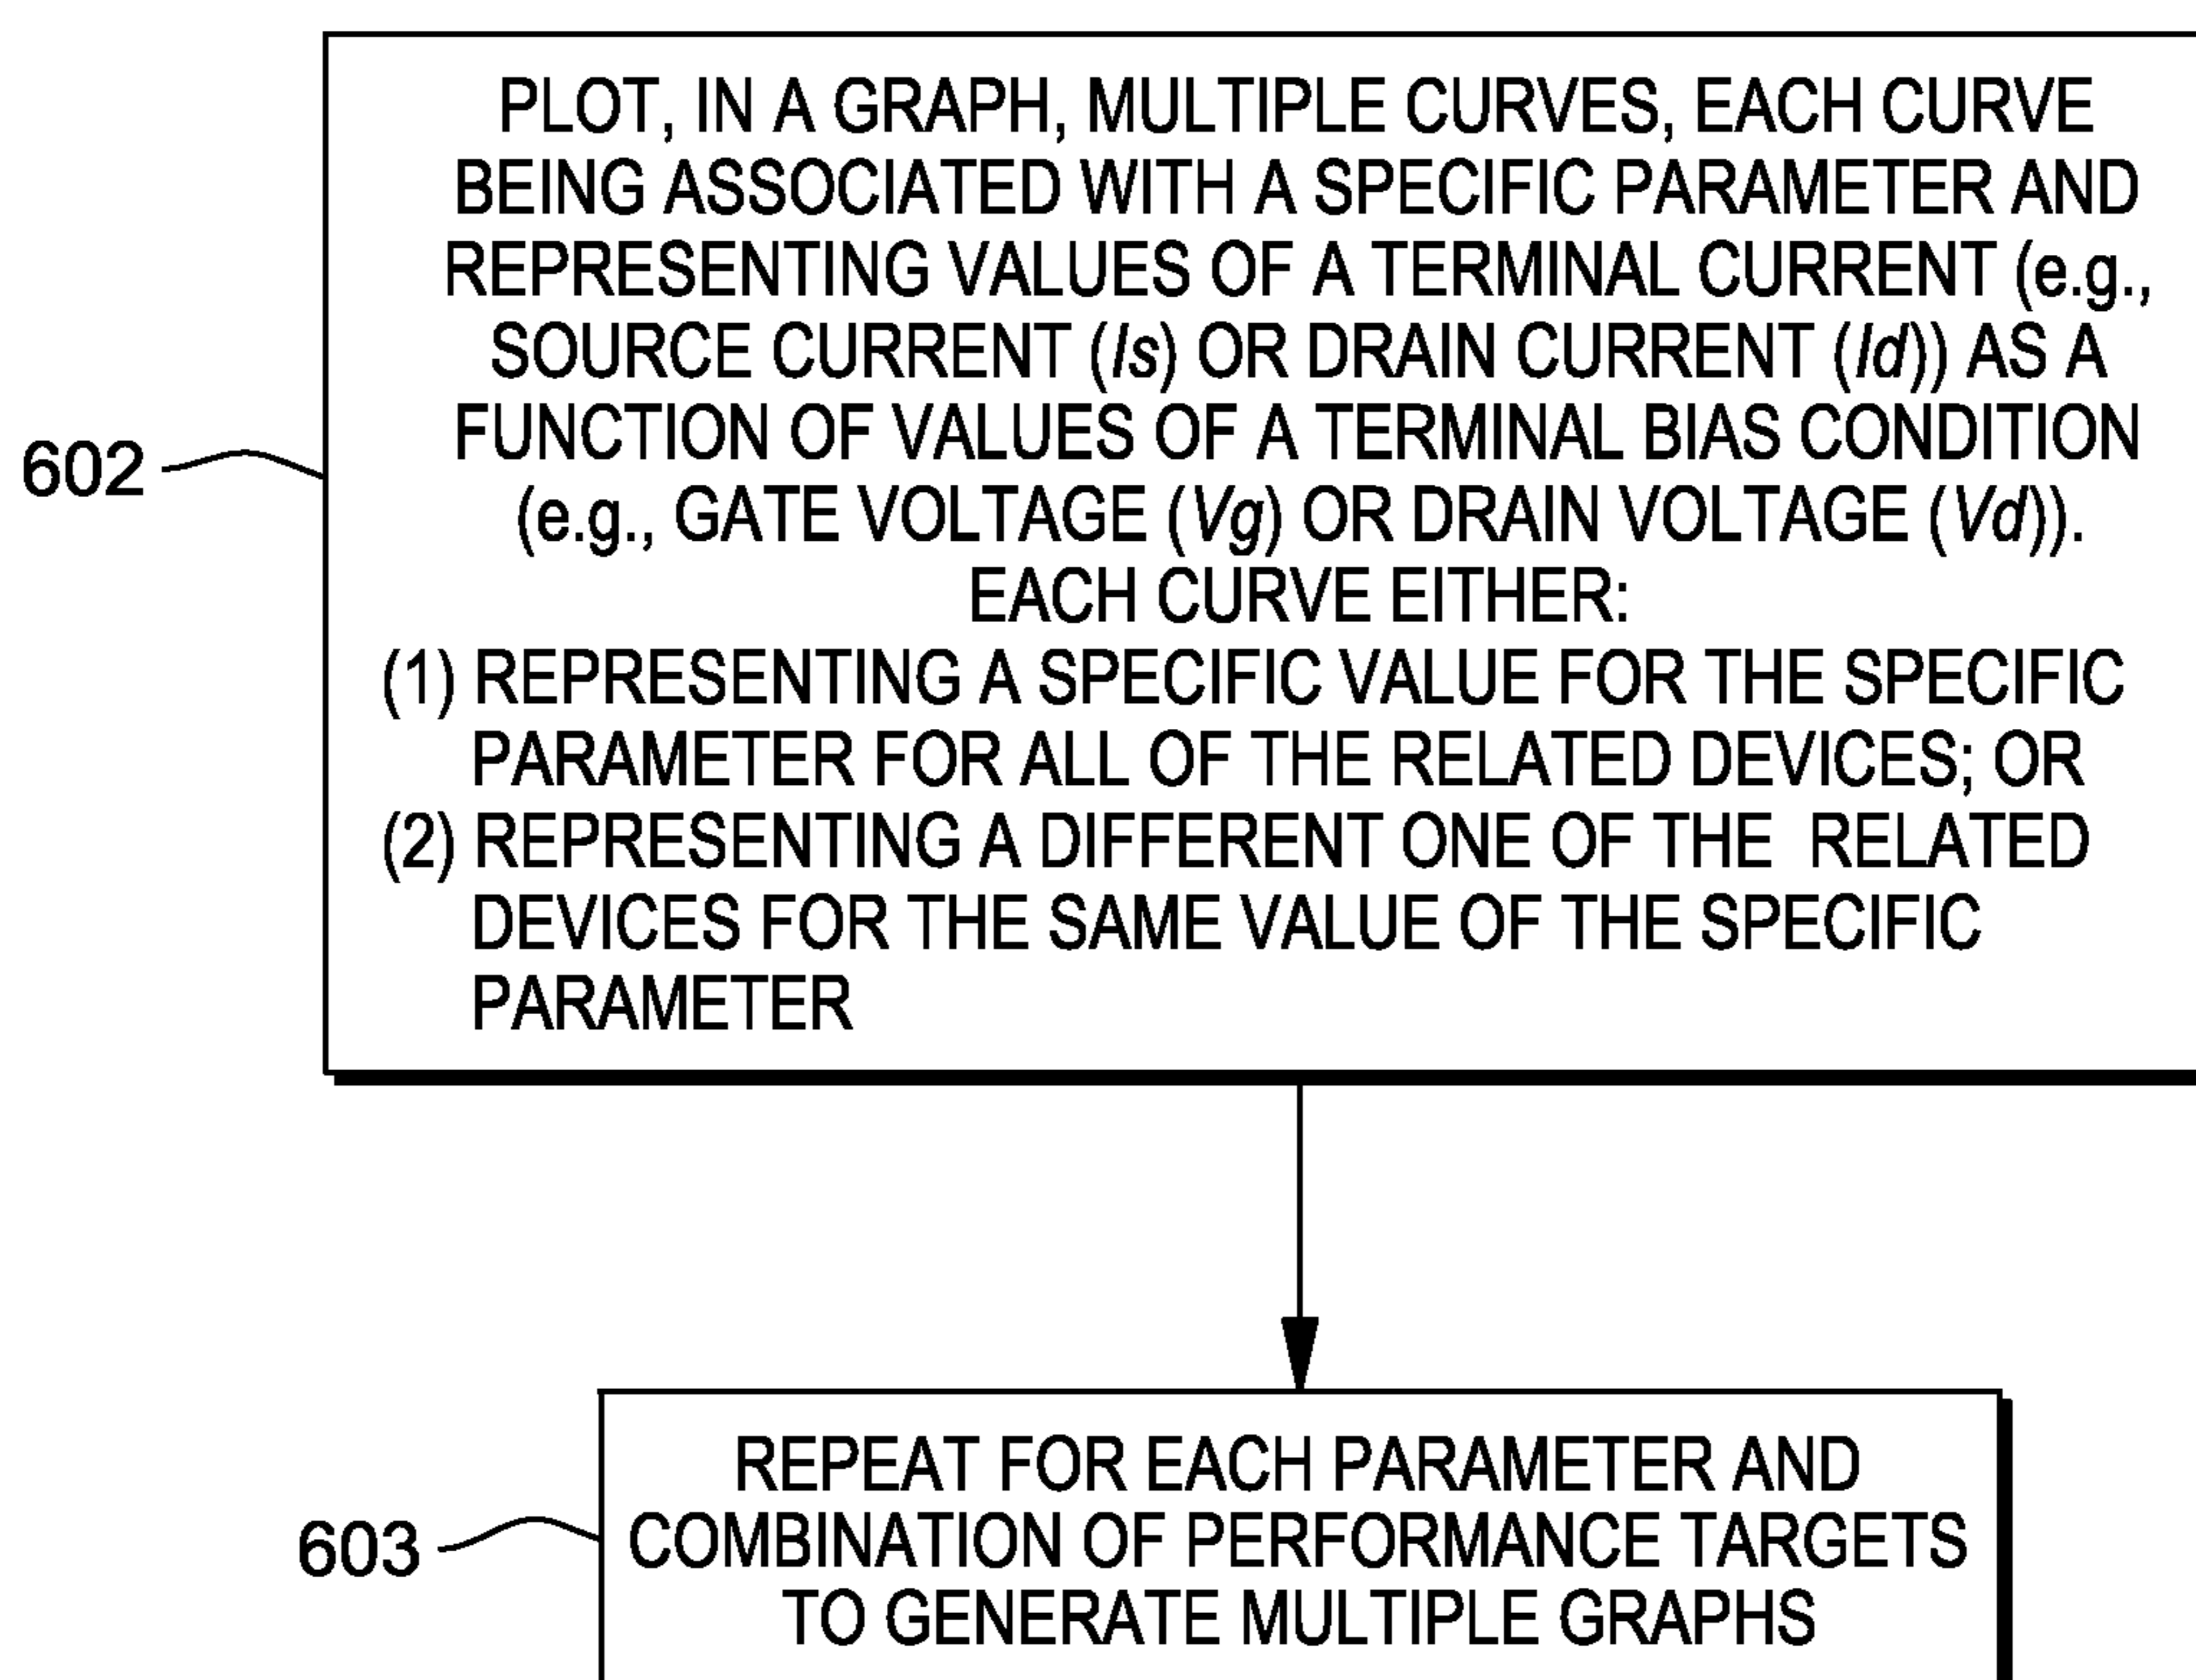 PLOT, IN A GRAPH, MULTIPLE CURVES, EACH CURVE
BEING ASSOCIATED WITH A SPECIFIC PARAMETER AND
REPRESENTING VALUES OF A TERMINAL CURRENT (e.g.,
SOURCE CURRENT (Is) OR DRAIN CURRENT (Id)) AS A
FUNCTION OF VALUES OF A TERMINAL BIAS CONDITION
(e.g., GATE VOLTAGE (Vg) OR DRAIN VOLTAGE (Vd)).
EACH CURVE EITHER:
(1) REPRESENTING A SPECIFIC VALUE FOR THE SPECIFIC
PARAMETER FOR ALL OF THE RELATED DEVICES; OR
(2) REPRESENTING A DIFFERENT ONE OF THE RELATED
DEVICES FOR THE SAME VALUE OF THE SPECIFIC
PARAMETER
602
REPEAT FOR EACH PARAMETER AND
COMBINATION OF PERFORMANCE TARGETS
TO GENERATE MULTIPLE GRAPHS
603